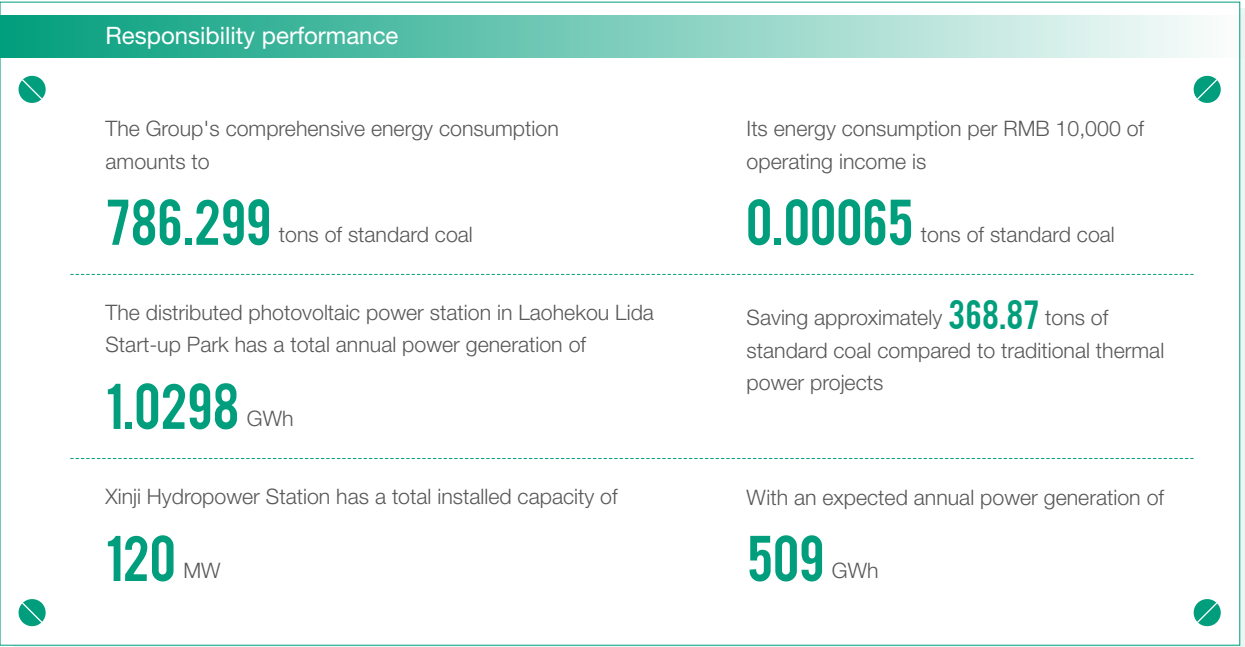 Responsibility performance
The Group's comprehensive energy consumption
amounts to
786.299 tons of standard coal
Its energy consumption per RMB 10,000 of
operating income is
0.00065 tons of standard coal
The distributed photovoltaic power station in Laohekou Lida
Start-up Park has a total annual power generation of
1.0298 GWh
Saving approximately 368.87 tons of
standard coal compared to traditional thermal
power projects
Xinji Hydropower Station has a total installed capacity of
120 MW
With an expected annual power generation of
509 GWh